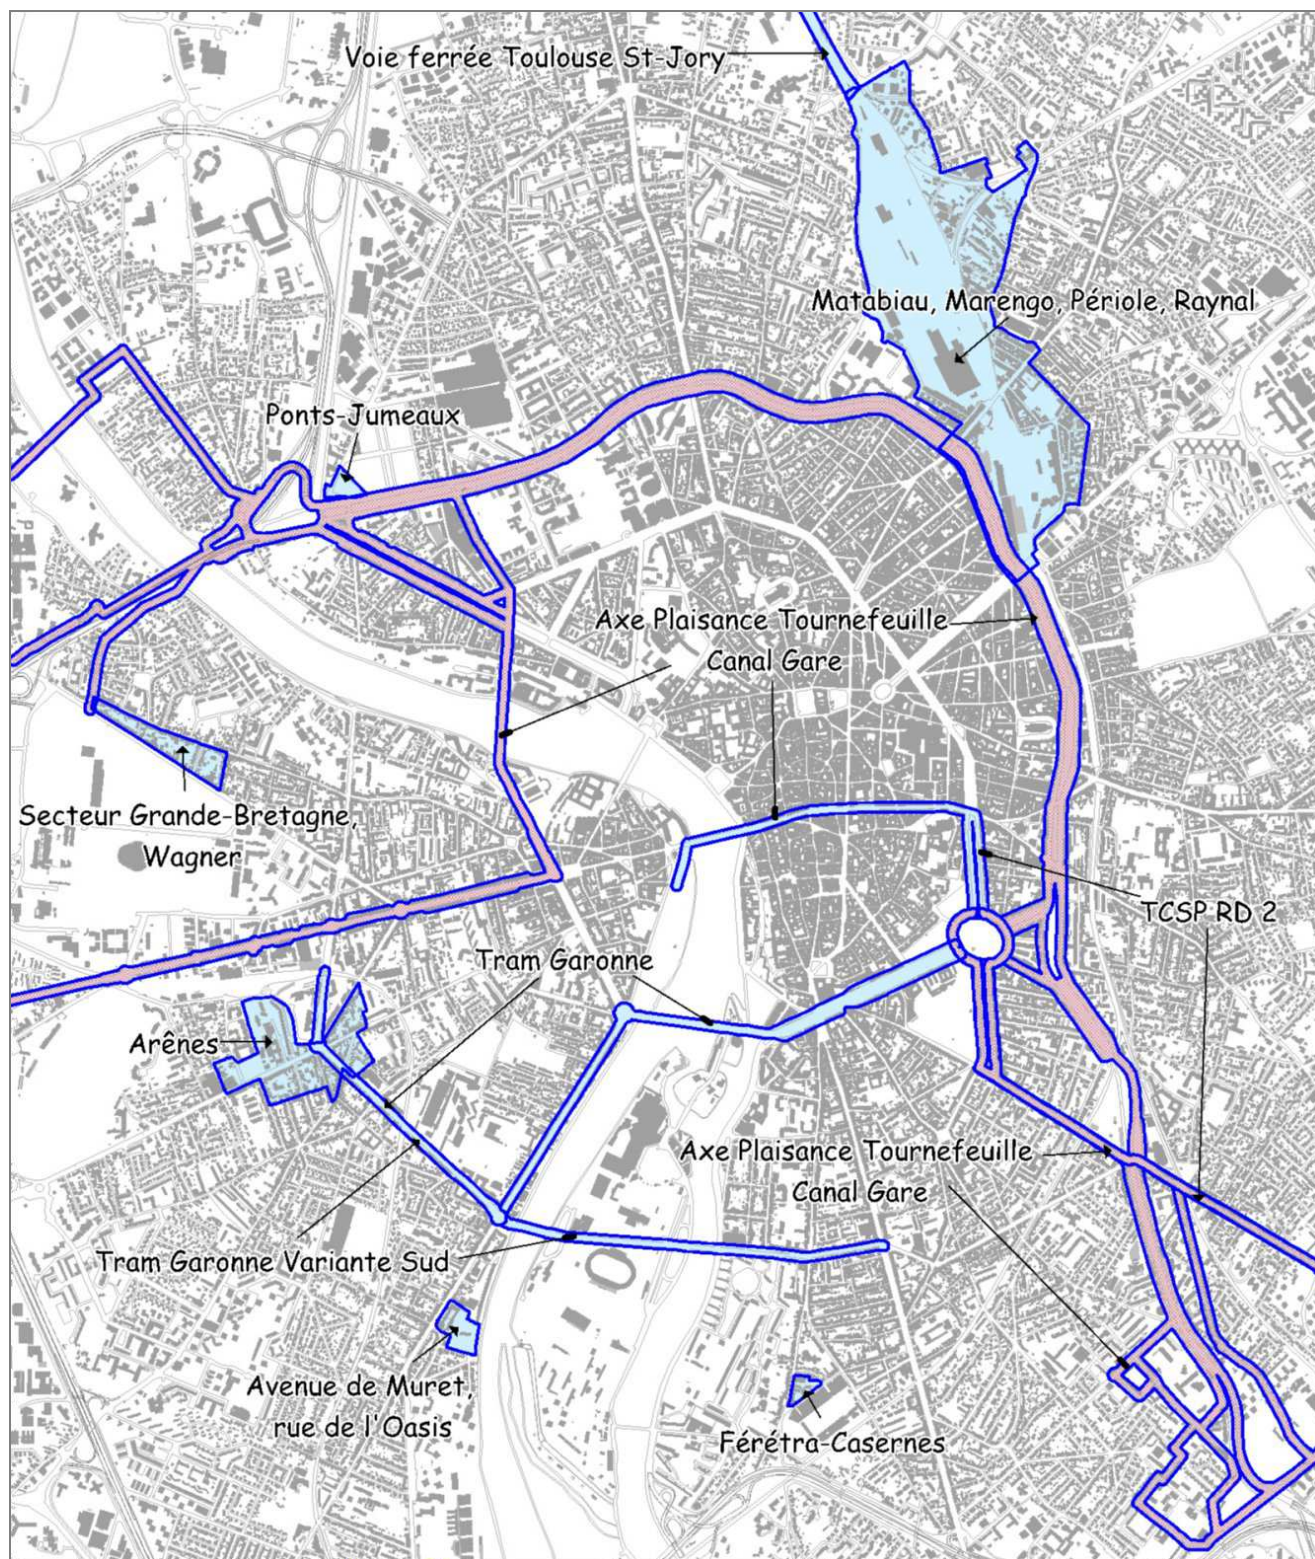 Voie ferrée Toulouse St-Jory
Matabiau, Marengo, Périole, Raynal
Ponts-Jumeaux
Axe Plaisance Tournefeuille
Canal Gare
Secteur Grande-Bretagne,
Wagner
TCSP RD 2
Tram Garonne
Arênes
Axe Plaisance Tournefeuille
Canal Gare
Tram Garonne Variante Sud
Avenue de Muret,
rue de l'Oasis
Férétra-Casernes